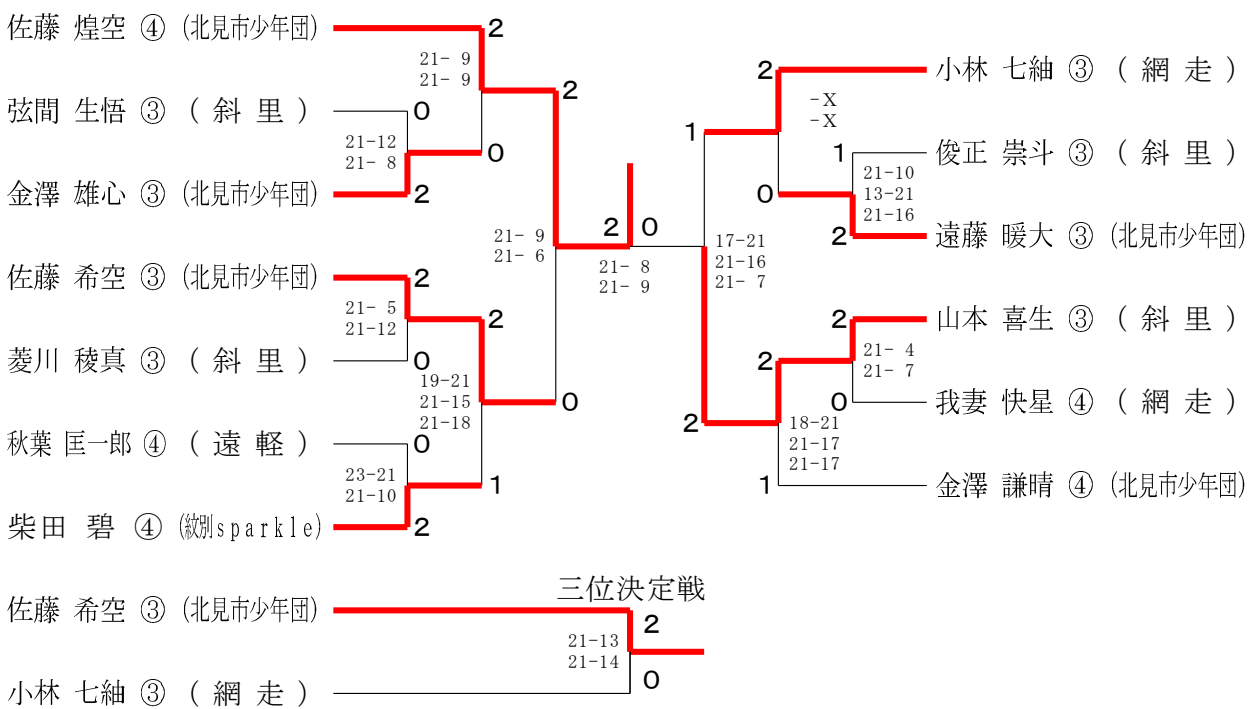 佐藤 煌空 ④ (北見市少年団)
2
21- 9
21- 9
弦間 生悟 ③ ( 斜 里 )
0
21-12
21- 8
0
金澤 雄心 ③ (北見市少年団)
2
2
21- 9
21- 6
佐藤 希空 ③ (北見市少年団)
2
21- 5
21-12
2
菱川 稜真 ③ ( 斜 里 )
0
19-21
21-15
21-18
0
秋葉 匡一郎 ④ ( 遠 軽 )
0
23-21
21-10
1
柴田 碧 ④ (紋別sparkle)
2
2 0
21- 8
21- 9
小林 七紬 ③ ( 網 走 )
2
-X
-X
1
俊正 崇斗 ③ ( 斜 里 )
1
21-10
13-21
21-16
0
遠藤 暖大 ③ (北見市少年団)
2
17-21
21-16
21- 7
山本 喜生 ③ ( 斜 里 )
2
21- 4
21- 7
2
我妻 快星 ④ ( 網 走 )
0
2
18-21
21-17
21-17
金澤 謙晴 ④ (北見市少年団)
1
三位決定戦
佐藤 希空 ③ (北見市少年団)
2
21-13
21-14
0
小林 七紬 ③ ( 網 走 )